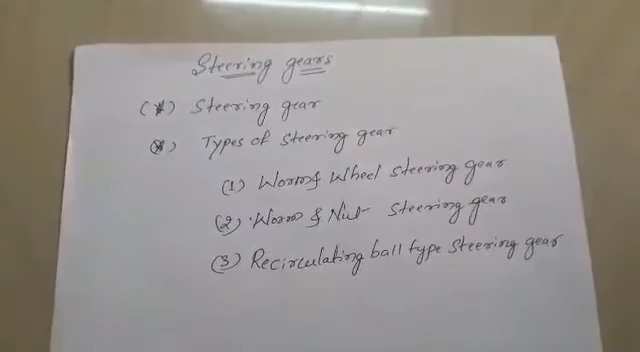 Steering gears
(*) Steering gear
(*) Types of steering gear
(1) Worm & Wheel steering gear
(2) Worm & Nut steering gear
(3) Recirculating ball type steering gear